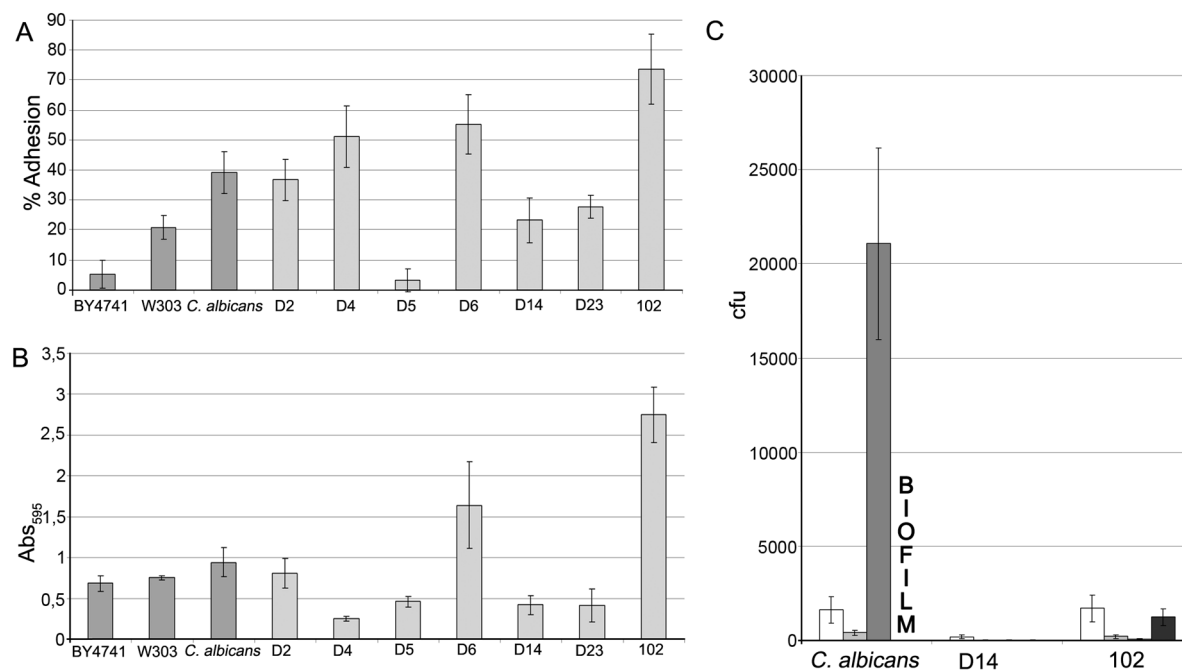 A
% Adhesion
90
80
70
60
50
40
30
20
10
0
BY4741 W303 C. albicans D2 D4 D5 D6 D14 D23 102
B
Abs595
3,5
3
2,5
2
1,5
1
0,5
0
BY4741 W303 C. albicans D2 D4 D5 D6 D14 D23 102
C
cfu
30000
25000
20000
15000
10000
5000
0
BIOFILM
C. albicans D14 102